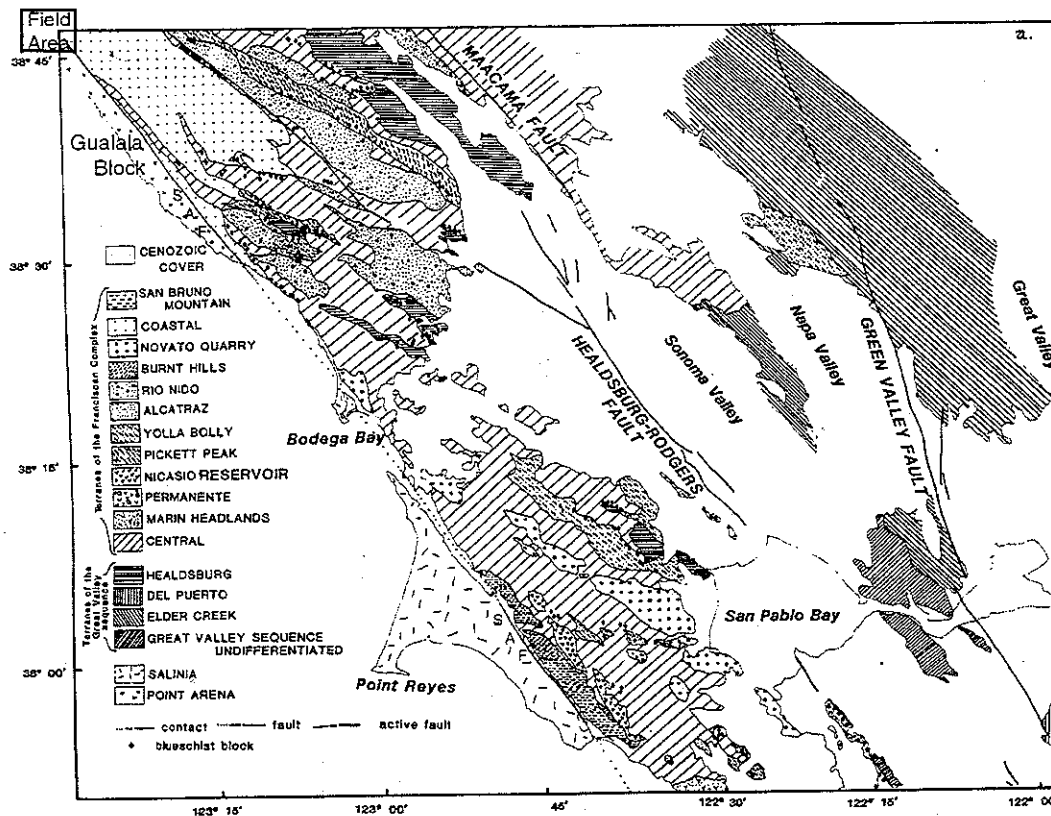 Field
Area
a.
38° 45'
MAACAMA FAULT
Gualala
Block
S A F
38° 30'
CENOZOIC
COVER
SAN BRUNO
MOUNTAIN
COASTAL
NOVATO QUARRY
BURNT HILLS
RIO NIDO
ALCATRAZ
YOLLA BOLLY
PICKETT PEAK
NICASIO RESERVOIR
PERMANENTE
MARIN HEADLANDS
CENTRAL
Terranes of the Franciscan Complex
HEALDSBURG
DEL PUERTO
ELDER CREEK
GREAT VALLEY SEQUENCE
UNDIFFERENTIATED
Terranes of the
Great Valley
sequence
SALINIA
POINT ARENA
contact
fault
active fault
blueschist block
HEALDSBURG-RODGERS
FAULT
Sonoma Valley
Napa Valley
GREEN VALLEY FAULT
Great Valley
Bodega Bay
38° 15'
San Pablo Bay
S A F
38° 00'
Point Reyes
123° 15'
123° 00'
45'
122° 30'
122° 15'
122° 00'